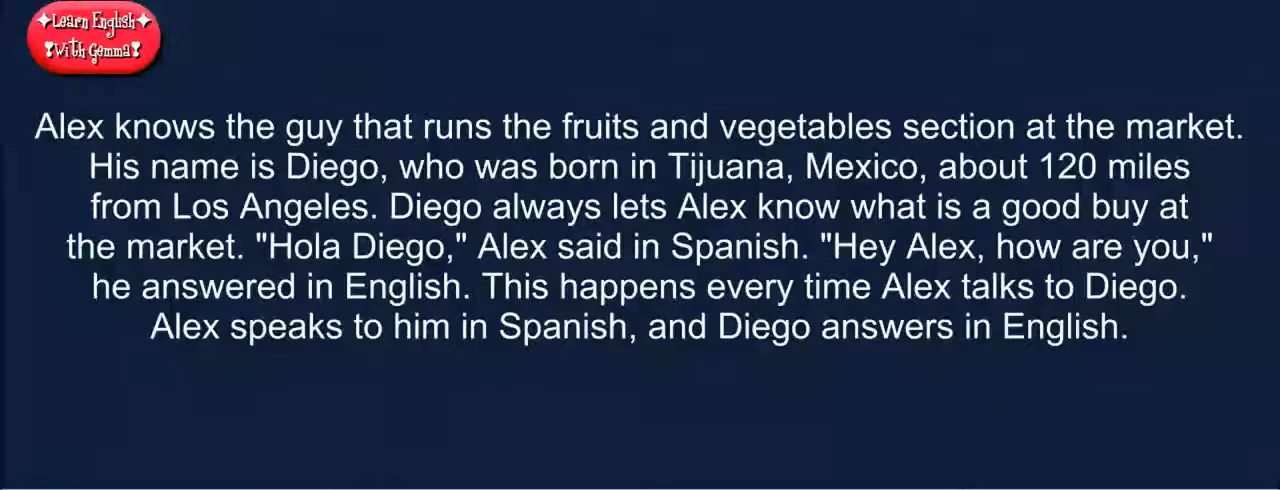 ✦Learn English✦
❣With Gemma❣
Alex knows the guy that runs the fruits and vegetables section at the market.
His name is Diego, who was born in Tijuana, Mexico, about 120 miles
from Los Angeles. Diego always lets Alex know what is a good buy at
the market. "Hola Diego," Alex said in Spanish. "Hey Alex, how are you,"
he answered in English. This happens every time Alex talks to Diego.
Alex speaks to him in Spanish, and Diego answers in English.